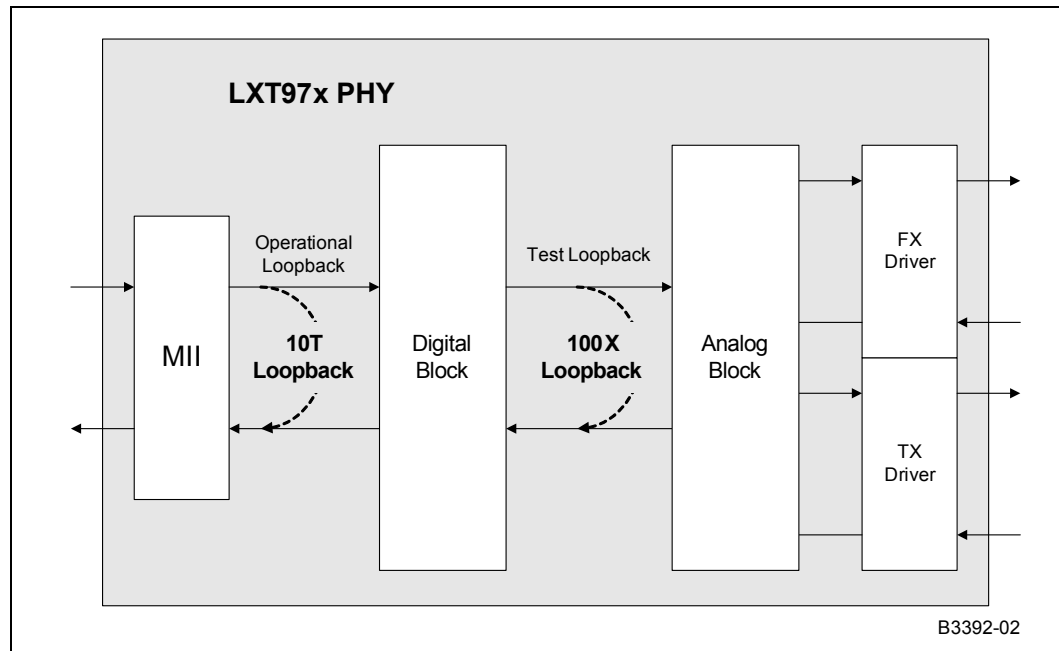 LXT97x PHY
MII
Operational
Loopback
10T
Loopback
Digital
Block
Test Loopback
100X
Loopback
Analog
Block
FX
Driver
TX
Driver
B3392-02